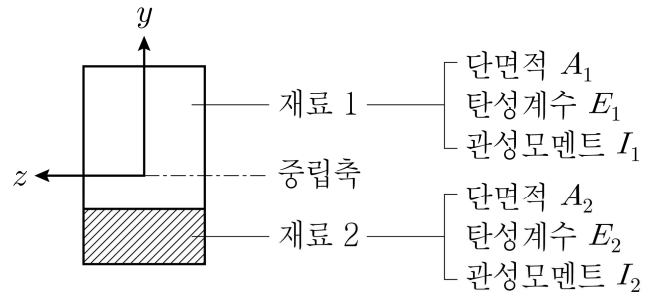 y
단면적 A₁
재료 1
탄성계수 E₁
관성모멘트 I₁
z
중립축
단면적 A₂
재료 2
탄성계수 E₂
관성모멘트 I₂